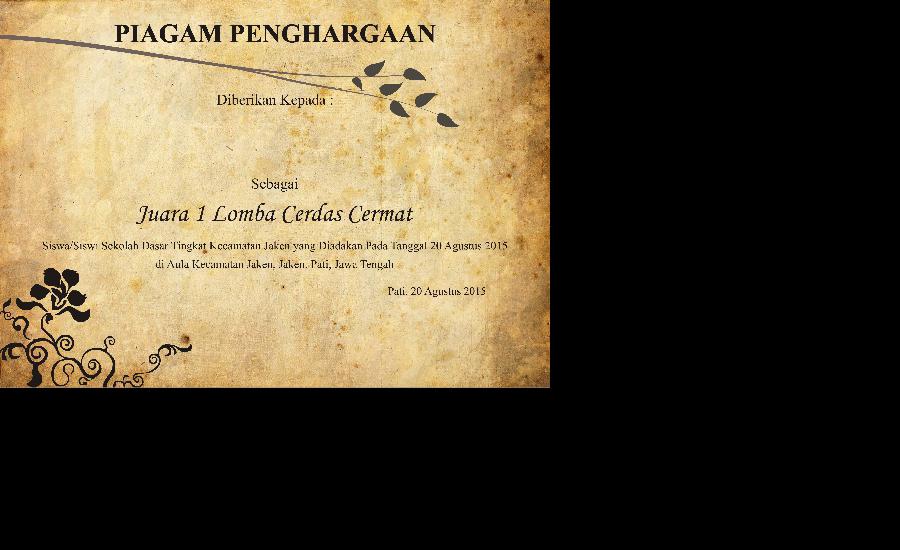 PIAGAM PENGHARGAAN
Diberikan Kepada :
Sebagai
Juara 1 Lomba Cerdas Cermat
Siswa/Siswi Sekolah Dasar Tingkat Kecamatan Jaken yang Diadakan Pada Tanggal 20 Agustus 2015
di Aula Kecamatan Jaken, Jaken, Pati, Jawa Tengah
Pati, 20 Agustus 2015